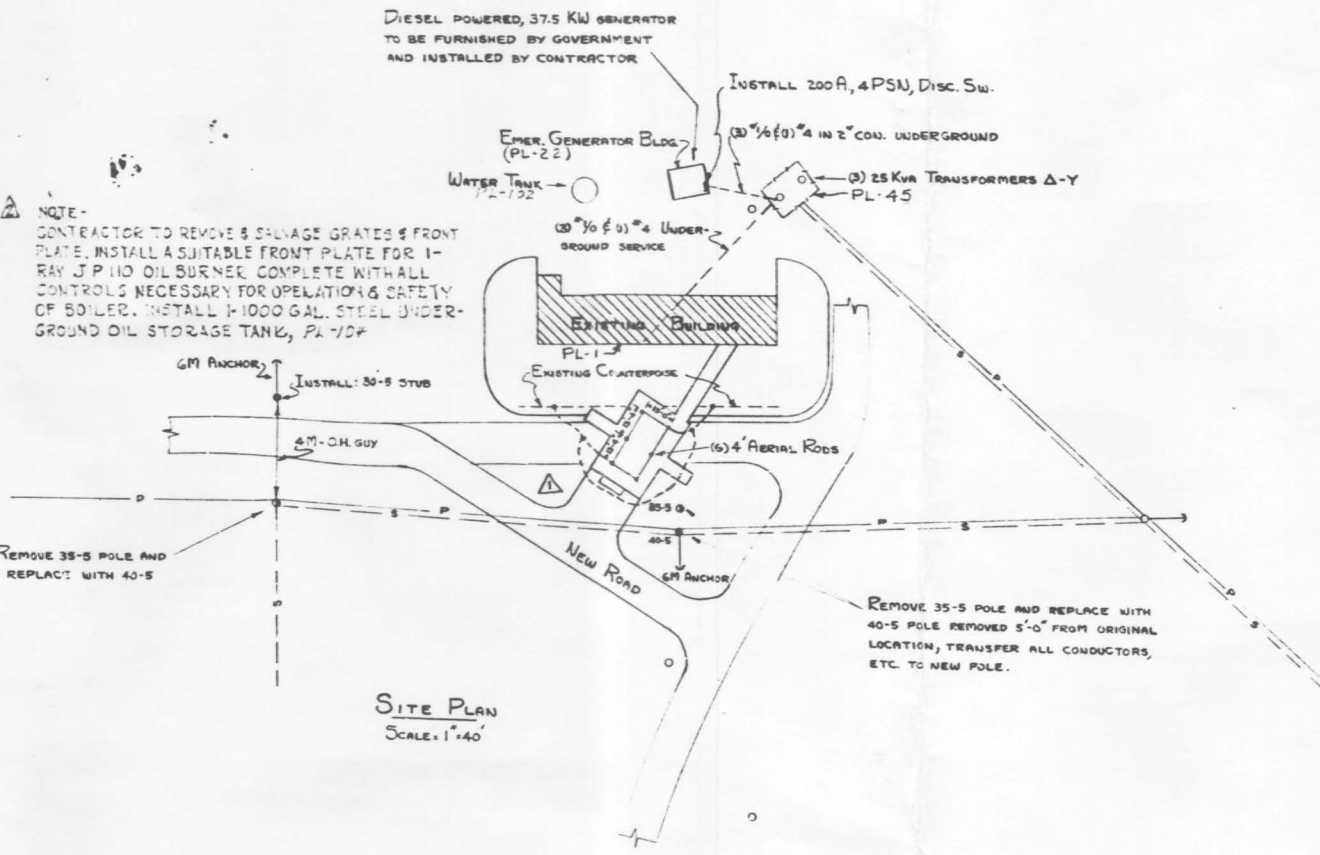 DIESEL POWERED, 37.5 KW GENERATOR
TO BE FURNISHED BY GOVERNMENT
AND INSTALLED BY CONTRACTOR
INSTALL 200A, 4PSN, DISC. SW.
EMER. GENERATOR BLDG.
(PL-22)
(3) #1/0 & (1) #4 IN 2" CON. UNDERGROUND
WATER TANK
PL-132
(3) 25 KVA TRANSFORMERS Δ-Y
PL-45
(3) #1/0 & (1) #4 UNDER-
GROUND SERVICE
2
NOTE-
CONTRACTOR TO REMOVE & SALVAGE GRATES & FRONT
PLATE. INSTALL A SUITABLE FRONT PLATE FOR 1-
RAY J P 110 OIL BURNER COMPLETE WITH ALL
CONTROLS NECESSARY FOR OPERATION & SAFETY
OF BOILER. INSTALL 1-1000 GAL. STEEL UNDER-
GROUND OIL STORAGE TANK, PL-104
EXISTING BUILDING
PL-1
6M ANCHOR
INSTALL: 30-5 STUB
EXISTING COUNTERPOISE
4M-O.H. GUY
(6) 4' AERIAL RODS
1
P
S
P
35-5
40-5
P
S
S
P
6M ANCHOR
REMOVE 35-5 POLE AND
REPLACE WITH 40-5
NEW ROAD
S
P
S
REMOVE 35-5 POLE AND REPLACE WITH
40-5 POLE REMOVED 5'-0" FROM ORIGINAL
LOCATION, TRANSFER ALL CONDUCTORS,
ETC. TO NEW POLE.
SITE PLAN
SCALE: 1"=40'